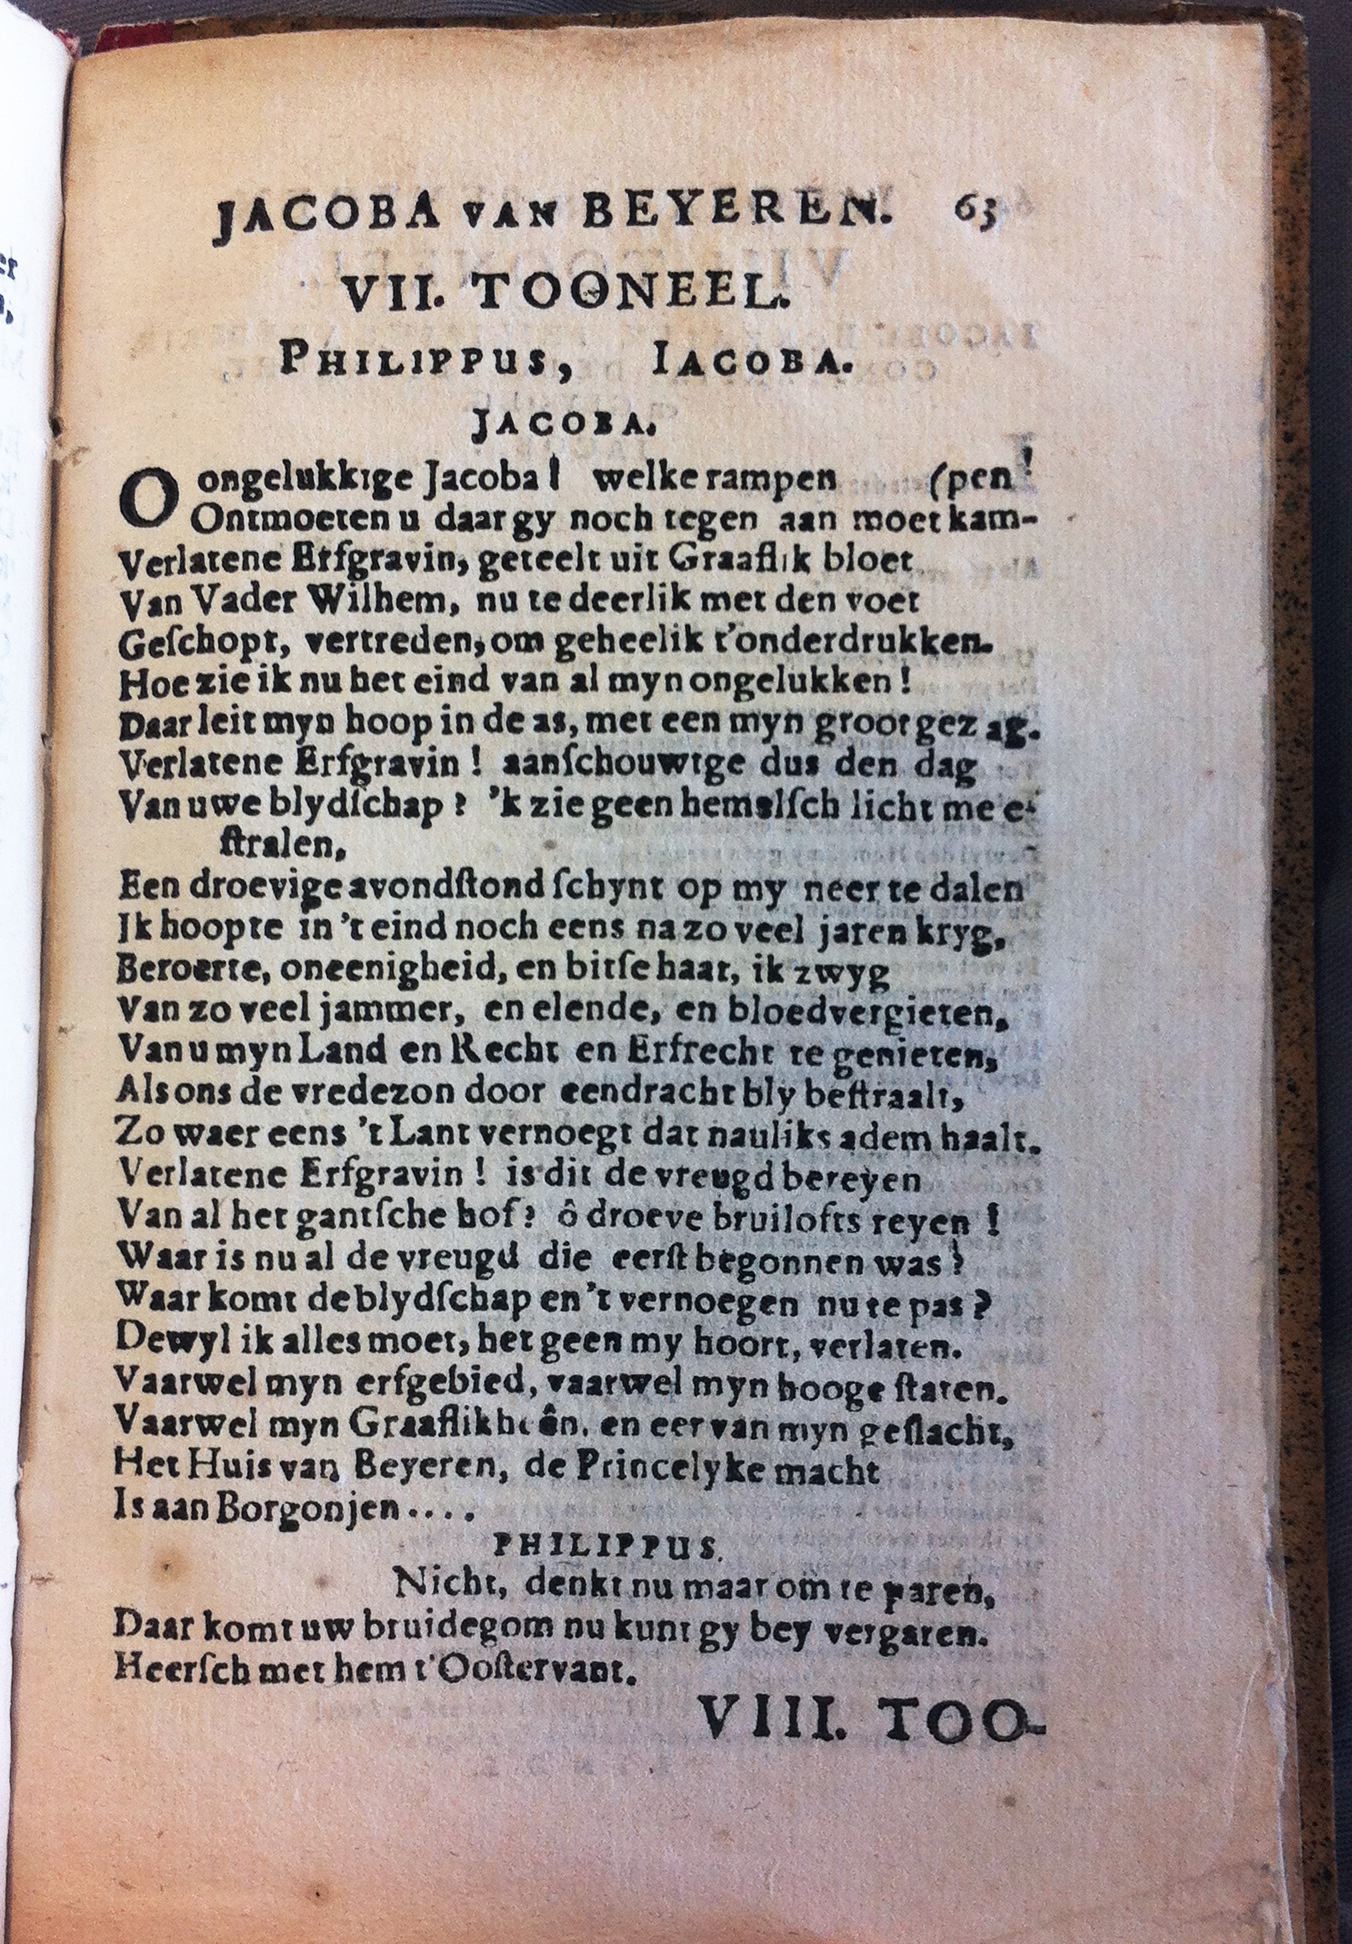 JACOBA VAN BEYEREN. 63
VII. TOONEEL.
PHILIPPUS, IACOBA.
JACOBA.
O ongelukkige Jacoba! welke rampen (pen!
Ontmoeten u daar gy noch tegen aan moet kam-
Verlatene Erfgravin, geteelt uit Graaflik bloet
Van Vader Wilhem, nu te deerlik met den voet
Geſchopt, vertreden, om geheelik t'onderdrukken.
Hoe zie ik nu het eind van al myn ongelukken!
Daar leit myn hoop in de as, met een myn groot gezag.
Verlatene Erfgravin! aanſchouwtge dus den dag
Van uwe blydſchap? 'k zie geen hemelſch licht mee
ſtralen,
Een droevige avondſtond ſchynt op my neer te dalen
Ik hoopte in 't eind noch eens na zo veel jaren kryg,
Beroerte, oneenigheid, en bitſe haat, ik zwyg
Van zo veel jammer, en elende, en bloedvergieten,
Van u myn Land en Recht en Erfrecht te genieten,
Als ons de vredezon door eendracht bly beſtraalt,
Zo waer eens 't Lant vernoegt dat nauliks adem haalt.
Verlatene Erfgravin! is dit de vreugd bereyen
Van al het gantſche hof? ô droeve bruilofts reyen!
Waar is nu al de vreugd die eerſt begonnen was?
Waar komt de blydſchap en 't vernoegen nu te pas?
Dewyl ik alles moet, het geen my hoort, verlaten.
Vaarwel myn erfgebied, vaarwel myn hooge ſtaten.
Vaarwel myn Graaflikheên, en eer van myn geſlacht,
Het Huis van Beyeren, de Princelyke macht
Is aan Borgonjen....
PHILIPPUS.
Nicht, denkt nu maar om te paren,
Daar komt uw bruidegom nu kunt gy bey vergaren.
Heerſch met hem t'Ooſtervant.
VIII. TOO-